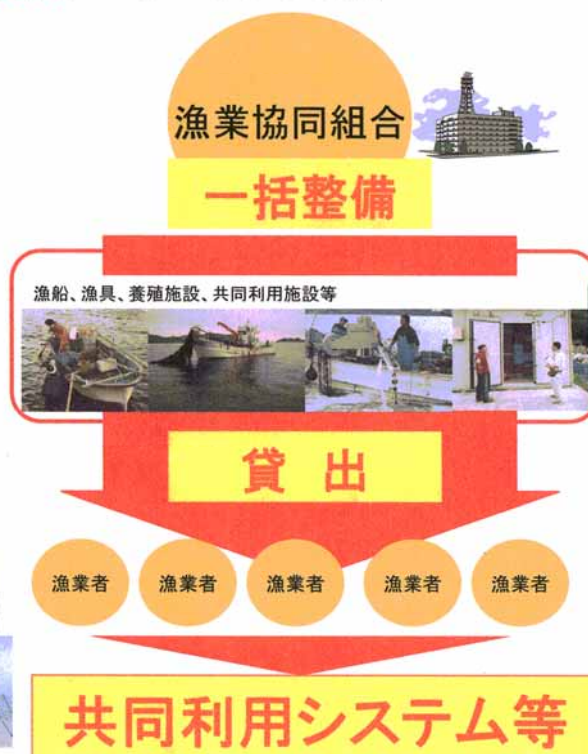 漁業協同組合
一括整備
漁船、漁具、養殖施設、共同利用施設等
貸 出
漁業者 漁業者 漁業者 漁業者 漁業者
共同利用システム等